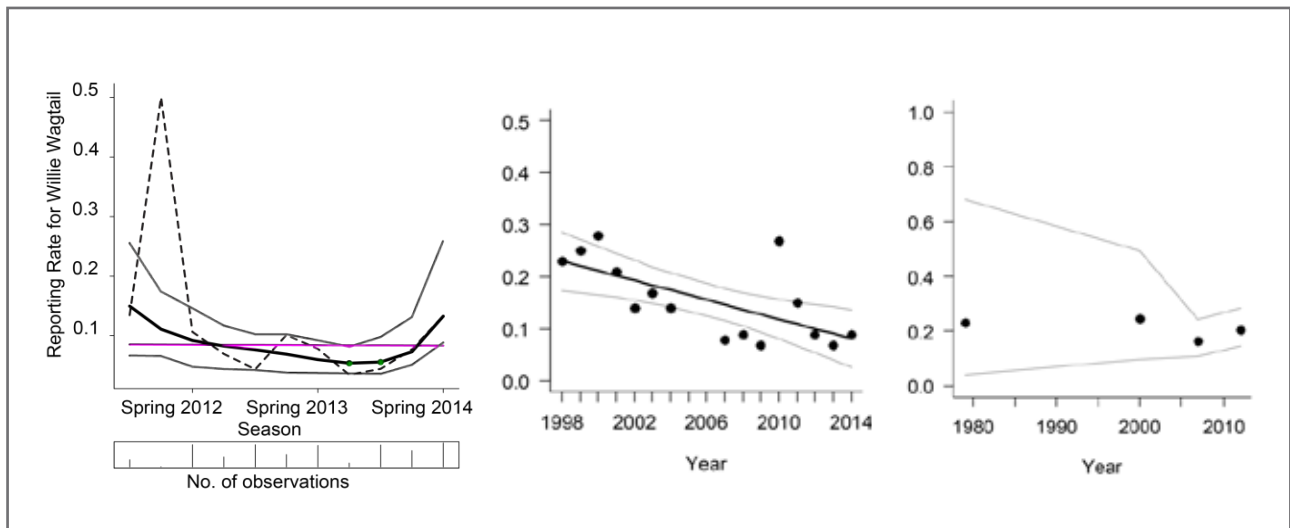 Reporting Rate for Willie Wagtail
0.5
0.4
0.3
0.2
0.1
Spring 2012 Spring 2013 Spring 2014
Season
No. of observations
0.5
0.4
0.3
0.2
0.1
0.0
1998 2002 2006 2010 2014
Year
1.0
0.8
0.6
0.4
0.2
0.0
1980 1990 2000 2010
Year